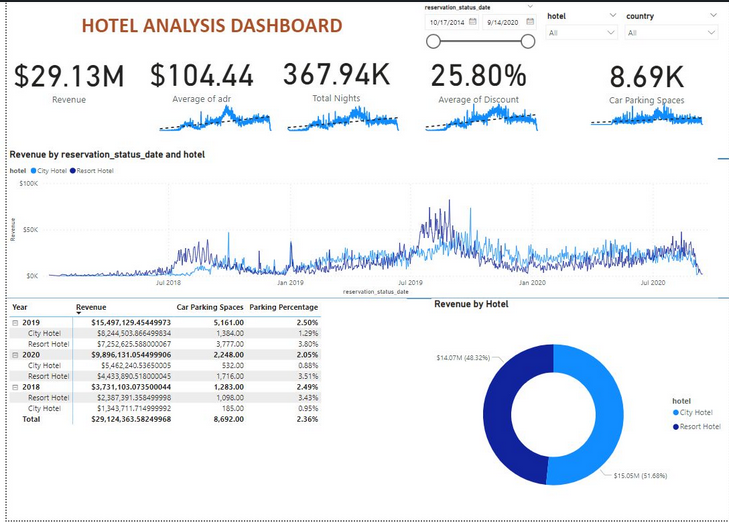 HOTEL ANALYSIS DASHBOARD
reservation_status_date
10/17/2014 9/14/2020
hotel
All
country
All
$29.13M
Revenue
$104.44
Average of adr
367.94K
Total Nights
25.80%
Average of Discount
8.69K
Car Parking Spaces
Revenue by reservation_status_date and hotel
hotel City Hotel Resort Hotel
$100K
$50K
$0K
Revenue
Jul 2018 Jan 2019 Jul 2019 Jan 2020 Jul 2020
reservation_status_date
Year Revenue Car Parking Spaces Parking Percentage
2019 $15,497,129.45449973 5,161.00 2.50%
City Hotel $8,244,503.866499834 1,384.00 1.29%
Resort Hotel $7,252,625.588000067 3,777.00 3.80%
2020 $9,896,131.054499906 2,248.00 2.05%
City Hotel $5,462,240.53650005 532.00 0.88%
Resort Hotel $4,433,890.518000045 1,716.00 3.51%
2018 $3,731,103.073500044 1,283.00 2.49%
Resort Hotel $2,387,391.358499998 1,098.00 3.43%
City Hotel $1,343,711.714999992 185.00 0.95%
Total $29,124,363.58249968 8,692.00 2.36%
Revenue by Hotel
$14.07M (48.32%)
$15.05M (51.68%)
hotel
City Hotel
Resort Hotel